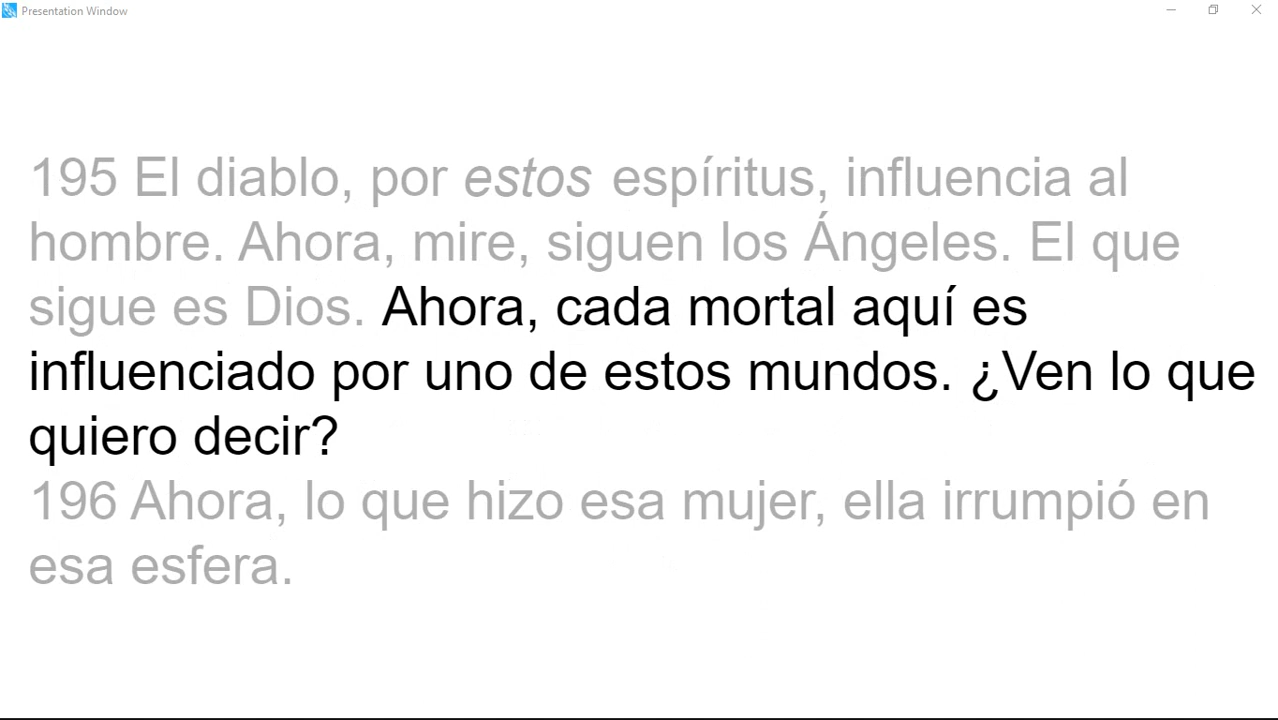 Presentation Window
195 El diablo, por estos espíritus, influencia al
hombre. Ahora, mire, siguen los Ángeles. El que
sigue es Dios. Ahora, cada mortal aquí es
influenciado por uno de estos mundos. ¿Ven lo que
quiero decir?
196 Ahora, lo que hizo esa mujer, ella irrumpió en
esa esfera.